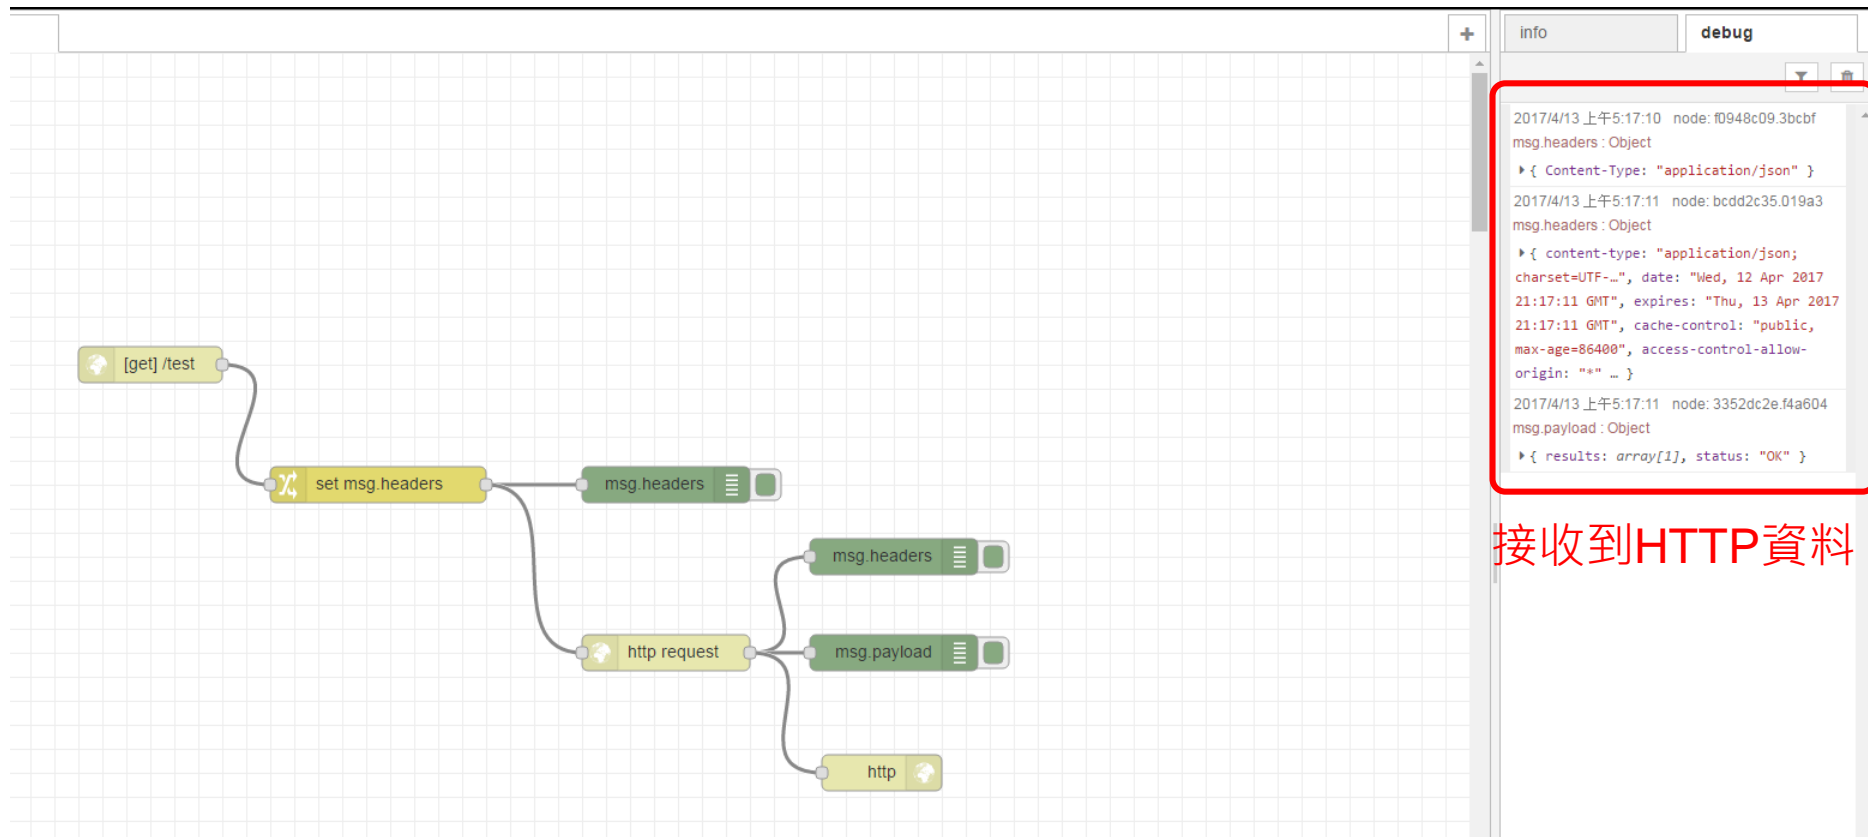 info
debug
2017/4/13 上午5:17:10 node: f0948c09.3bcbf
msg.headers : Object
{ Content-Type: "application/json" }
2017/4/13 上午5:17:11 node: bcdd2c35.019a3
msg.headers : Object
{ content-type: "application/json;
charset=UTF-…", date: "Wed, 12 Apr 2017
21:17:11 GMT", expires: "Thu, 13 Apr 2017
21:17:11 GMT", cache-control: "public,
max-age=86400", access-control-allow-
origin: "*" … }
2017/4/13 上午5:17:11 node: 3352dc2e.f4a604
msg.payload : Object
{ results: array[1], status: "OK" }
接收到HTTP資料
[get] /test
set msg.headers
msg.headers
msg.headers
http request
msg.payload
http